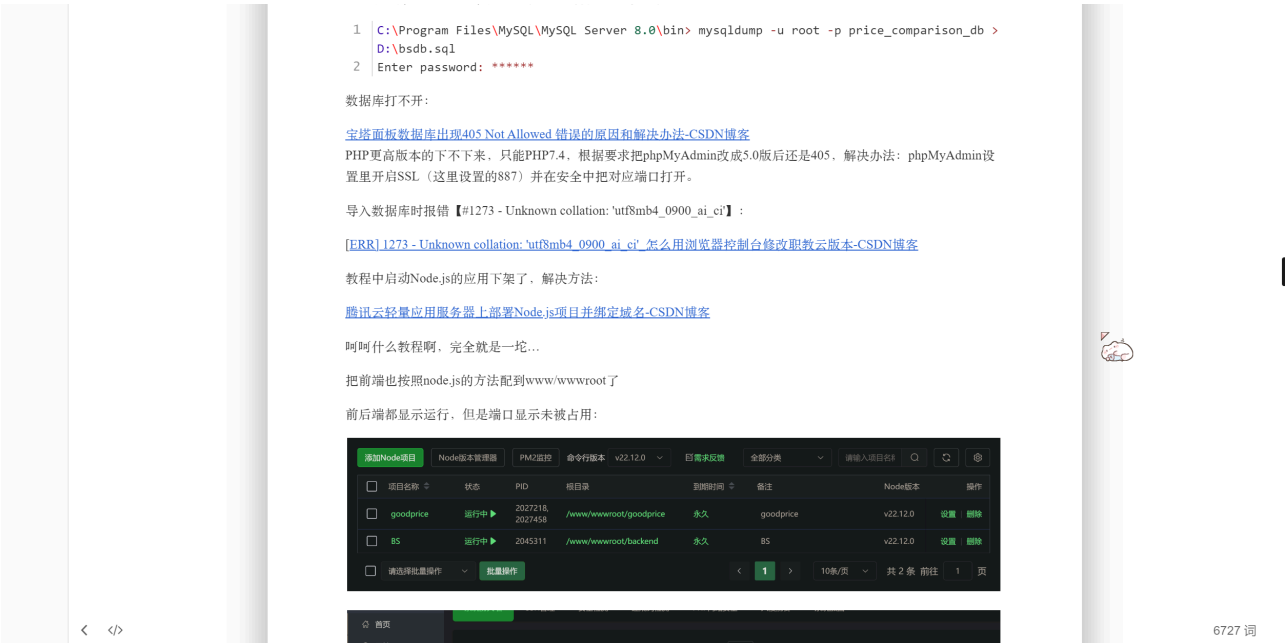 1 C:\Program Files\MySQL\MySQL Server 8.0\bin> mysqldump -u root -p price_comparison_db >
D:\bsdb.sql
2 Enter password: ******
数据库打不开：
宝塔面板数据库出现405 Not Allowed 错误的原因和解决办法-CSDN博客
PHP更高版本的下不下来，只能PHP7.4，根据要求把phpMyAdmin改成5.0版后还是405，解决办法：phpMyAdmin设
置里开启SSL（这里设置的887）并在安全中把对应端口打开。
导入数据库时报错【#1273 - Unknown collation: 'utf8mb4_0900_ai_ci'】：
[ERR] 1273 - Unknown collation: 'utf8mb4_0900_ai_ci'_怎么用浏览器控制台修改职教云版本-CSDN博客
教程中启动Node.js的应用下架了，解决方法：
腾讯云轻量应用服务器上部署Node.js项目并绑定域名-CSDN博客
呵呵什么教程啊，完全就是一坨...
把前端也按照node.js的方法配到www/wwwroot了
前后端都显示运行，但是端口显示未被占用：
添加Node项目 Node版本管理器 PM2监控 命令行版本 v22.12.0 需求反馈 全部分类 请输入项目名称
项目名称 状态 PID 根目录 到期时间 备注 Node版本 操作
goodprice 运行中 2027218, 2027458 /www/wwwroot/goodprice 永久 goodprice v22.12.0 设置 | 删除
BS 运行中 2045311 /www/wwwroot/backend 永久 BS v22.12.0 设置 | 删除
请选择批量操作 批量操作 < 1 > 10条/页 共 2 条 前往 1 页
首页
6727 词